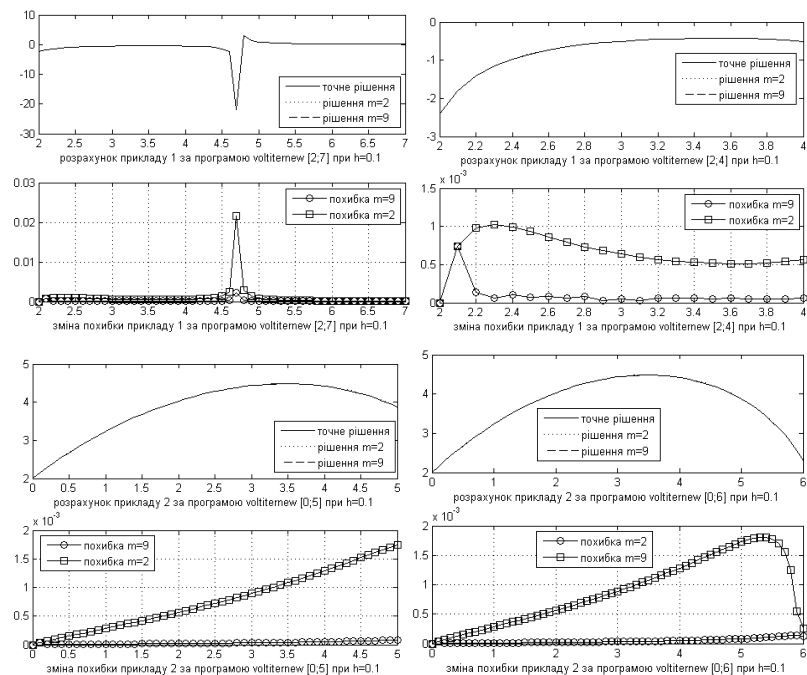 10
0
-10
-20
-30
точне рішення
рішення m=2
рішення m=9
2 2.5 3 3.5 4 4.5 5 5.5 6 6.5 7
розрахунок прикладу 1 за програмою voltiternew [2;7] при h=0.1
0
-1
-2
-3
точне рішення
рішення m=2
рішення m=9
2 2.2 2.4 2.6 2.8 3 3.2 3.4 3.6 3.8 4
розрахунок прикладу 1 за програмою voltiternew [2;4] при h=0.1
0.03
0.02
0.01
0
похибка m=9
похибка m=2
2 2.5 3 3.5 4 4.5 5 5.5 6 6.5 7
зміна похибки прикладу 1 за програмою voltiternew [2;7] при h=0.1
x 10^-3
1.5
1
0.5
0
похибка m=9
похибка m=2
2 2.2 2.4 2.6 2.8 3 3.2 3.4 3.6 3.8 4
зміна похибки прикладу 1 за програмою voltiternew [2;4] при h=0.1
5
4
3
2
точне рішення
рішення m=2
рішення m=9
0 0.5 1 1.5 2 2.5 3 3.5 4 4.5 5
розрахунок прикладу 2 за програмою voltiternew [0;5] при h=0.1
5
4
3
2
точне рішення
рішення m=2
рішення m=9
0 1 2 3 4 5 6
розрахунок прикладу 2 за програмою voltiternew [0;6] при h=0.1
x 10^-3
2
1.5
1
0.5
0
похибка m=9
похибка m=2
0 0.5 1 1.5 2 2.5 3 3.5 4 4.5 5
зміна похибки прикладу 2 за програмою voltiternew [0;5] при h=0.1
x 10^-3
2
1.5
1
0.5
0
похибка m=2
похибка m=9
0 1 2 3 4 5 6
зміна похибки прикладу 2 за програмою voltiternew [0;6] при h=0.1